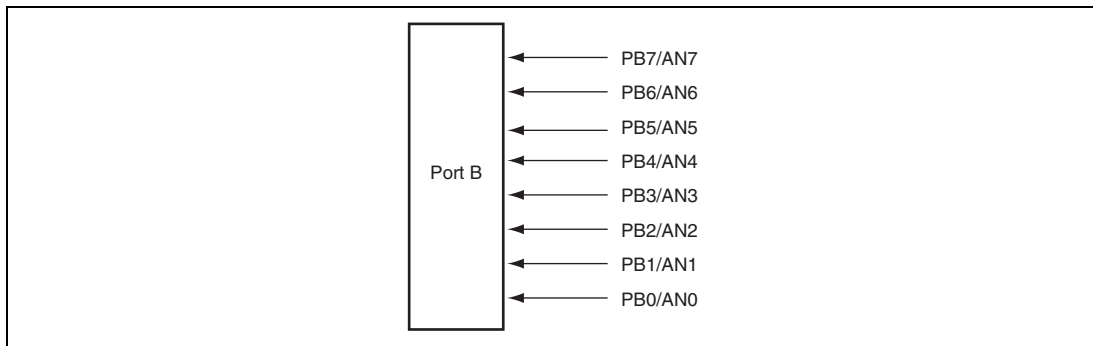 Port B
PB7/AN7
PB6/AN6
PB5/AN5
PB4/AN4
PB3/AN3
PB2/AN2
PB1/AN1
PB0/AN0